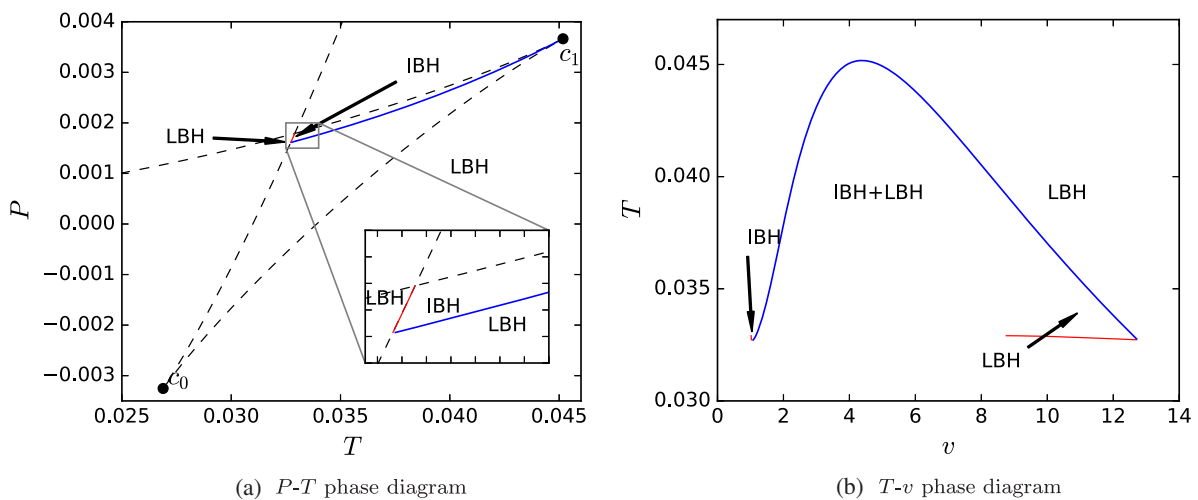 0.004
0.003
0.002
0.001
0.000
−0.001
−0.002
−0.003
P
0.025
0.030
0.035
0.040
0.045
T
IBH
c1
LBH
LBH
LBH
IBH
LBH
c0
(a) P-T phase diagram
0.045
0.040
0.035
0.030
T
0
2
4
6
8
10
12
14
v
IBH+LBH
LBH
IBH
LBH
(b) T-v phase diagram